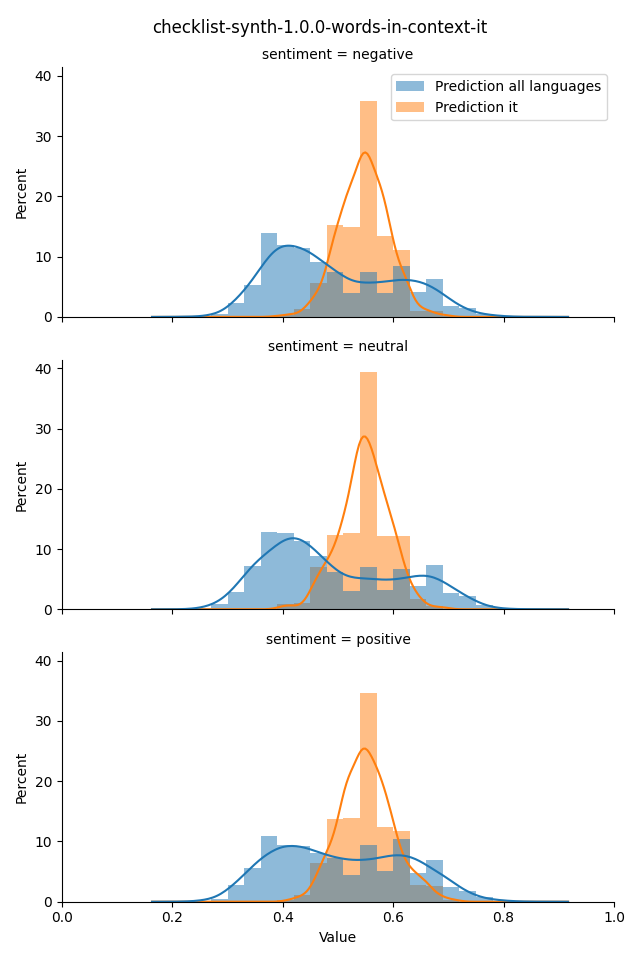 checklist-synth-1.0.0-words-in-context-it
sentiment = negative
40
30
20
10
0
Percent
Prediction all languages
Prediction it
sentiment = neutral
40
30
20
10
0
Percent
sentiment = positive
40
30
20
10
0
Percent
0.0 0.2 0.4 0.6 0.8 1.0
Value